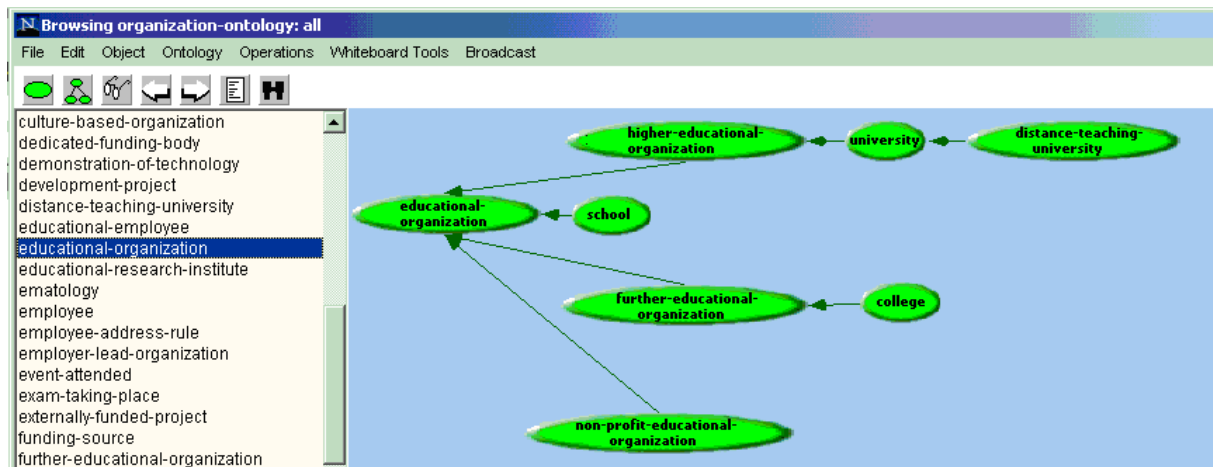 Browsing organization-ontology: all
File Edit Object Ontology Operations Whiteboard Tools Broadcast
culture-based-organization
dedicated-funding-body
demonstration-of-technology
development-project
distance-teaching-university
educational-employee
educational-organization
educational-research-institute
ematology
employee
employee-address-rule
employer-lead-organization
event-attended
exam-taking-place
externally-funded-project
funding-source
further-educational-organization
higher-educational-
organization
university
distance-teaching-
university
educational-
organization
school
further-educational-
organization
college
non-profit-educational-
organization